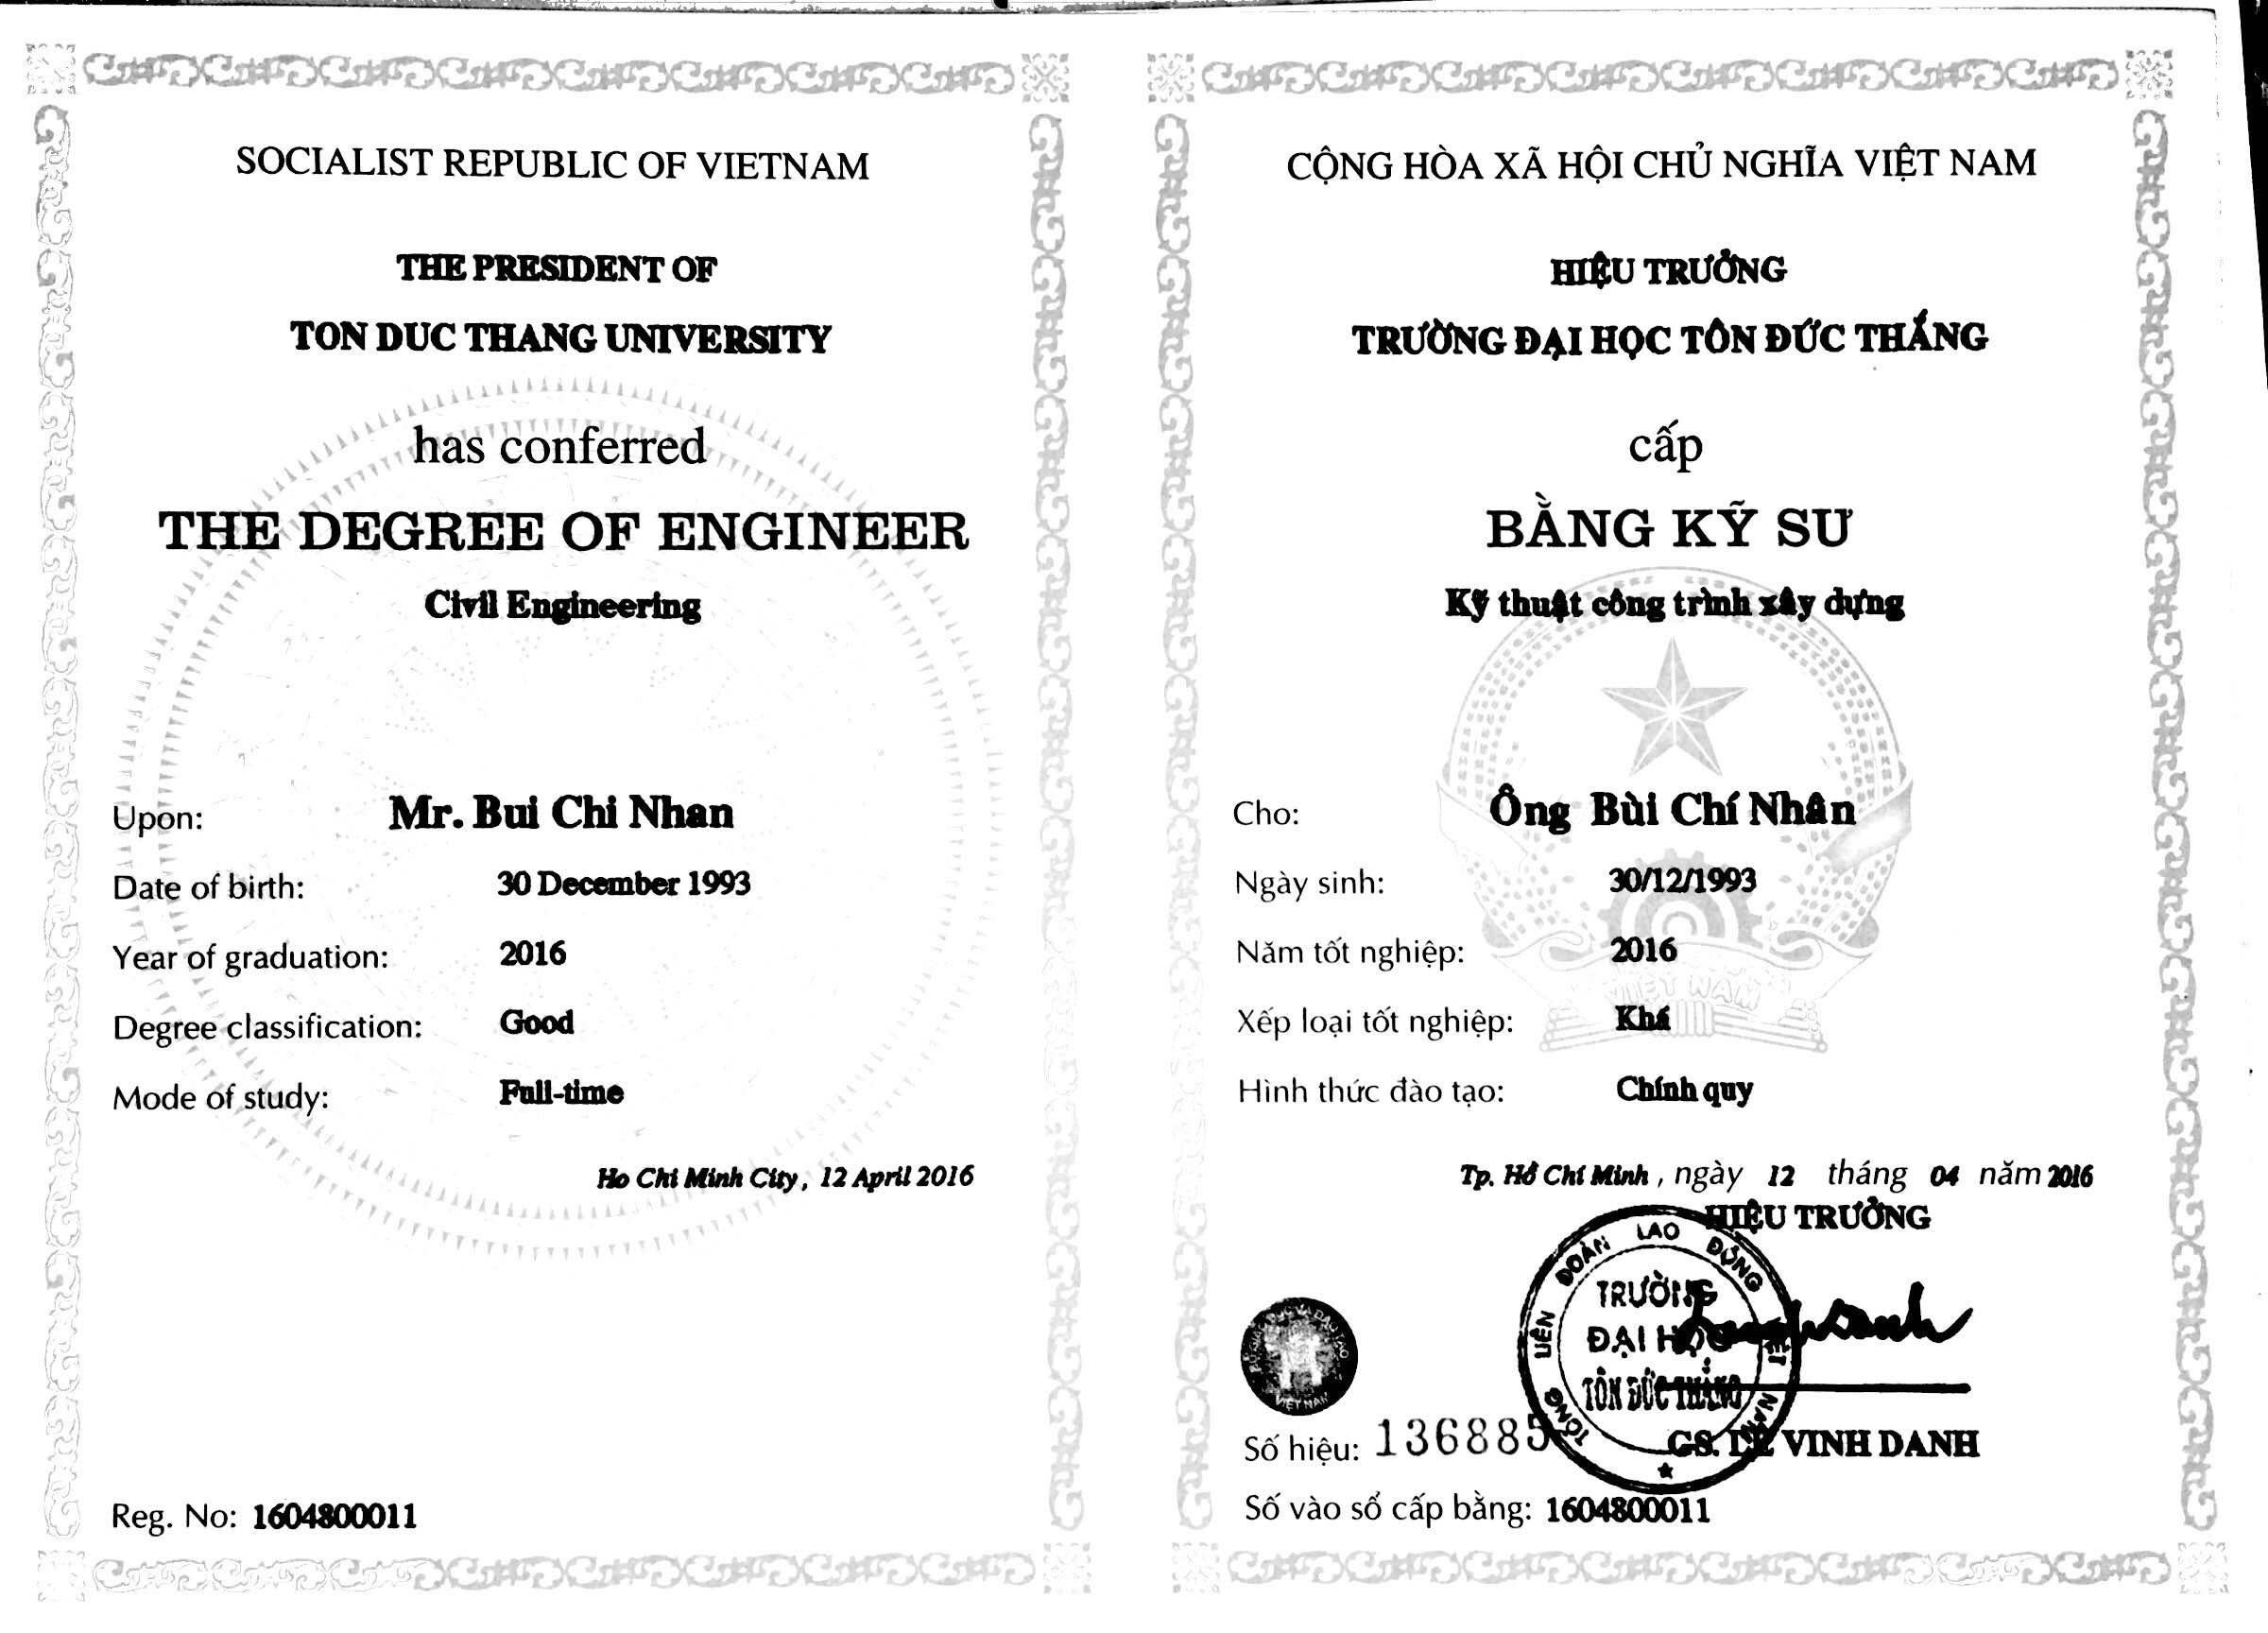 SOCIALIST REPUBLIC OF VIETNAM
THE PRESIDENT OF
TON DUC THANG UNIVERSITY
has conferred
THE DEGREE OF ENGINEER
Civil Engineering
Upon: Mr. Bui Chi Nhan
Date of birth: 30 December 1993
Year of graduation: 2016
Degree classification: Good
Mode of study: Full-time
Ho Chi Minh City, 12 April 2016
Reg. No: 1604800011
CỘNG HÒA XÃ HỘI CHỦ NGHĨA VIỆT NAM
HIỆU TRƯỞNG
TRƯỜNG ĐẠI HỌC TÔN ĐỨC THẮNG
cấp
BẰNG KỸ SƯ
Kỹ thuật công trình xây dựng
Cho: Ông Bùi Chí Nhân
Ngày sinh: 30/12/1993
Năm tốt nghiệp: 2016
VIỆT NAM
Xếp loại tốt nghiệp: Khá
Hình thức đào tạo: Chính quy
Tp. Hồ Chí Minh, ngày 12 tháng 04 năm 2016
HIỆU TRƯỞNG
TỔNG LIÊN ĐOÀN LAO ĐỘNG VIỆT NAM
TRƯỜNG
ĐẠI HỌC
TÔN ĐỨC THẮNG
VIỆT NAM
Số hiệu: 136885
GS. LÊ VINH DANH
Số vào sổ cấp bằng: 1604800011